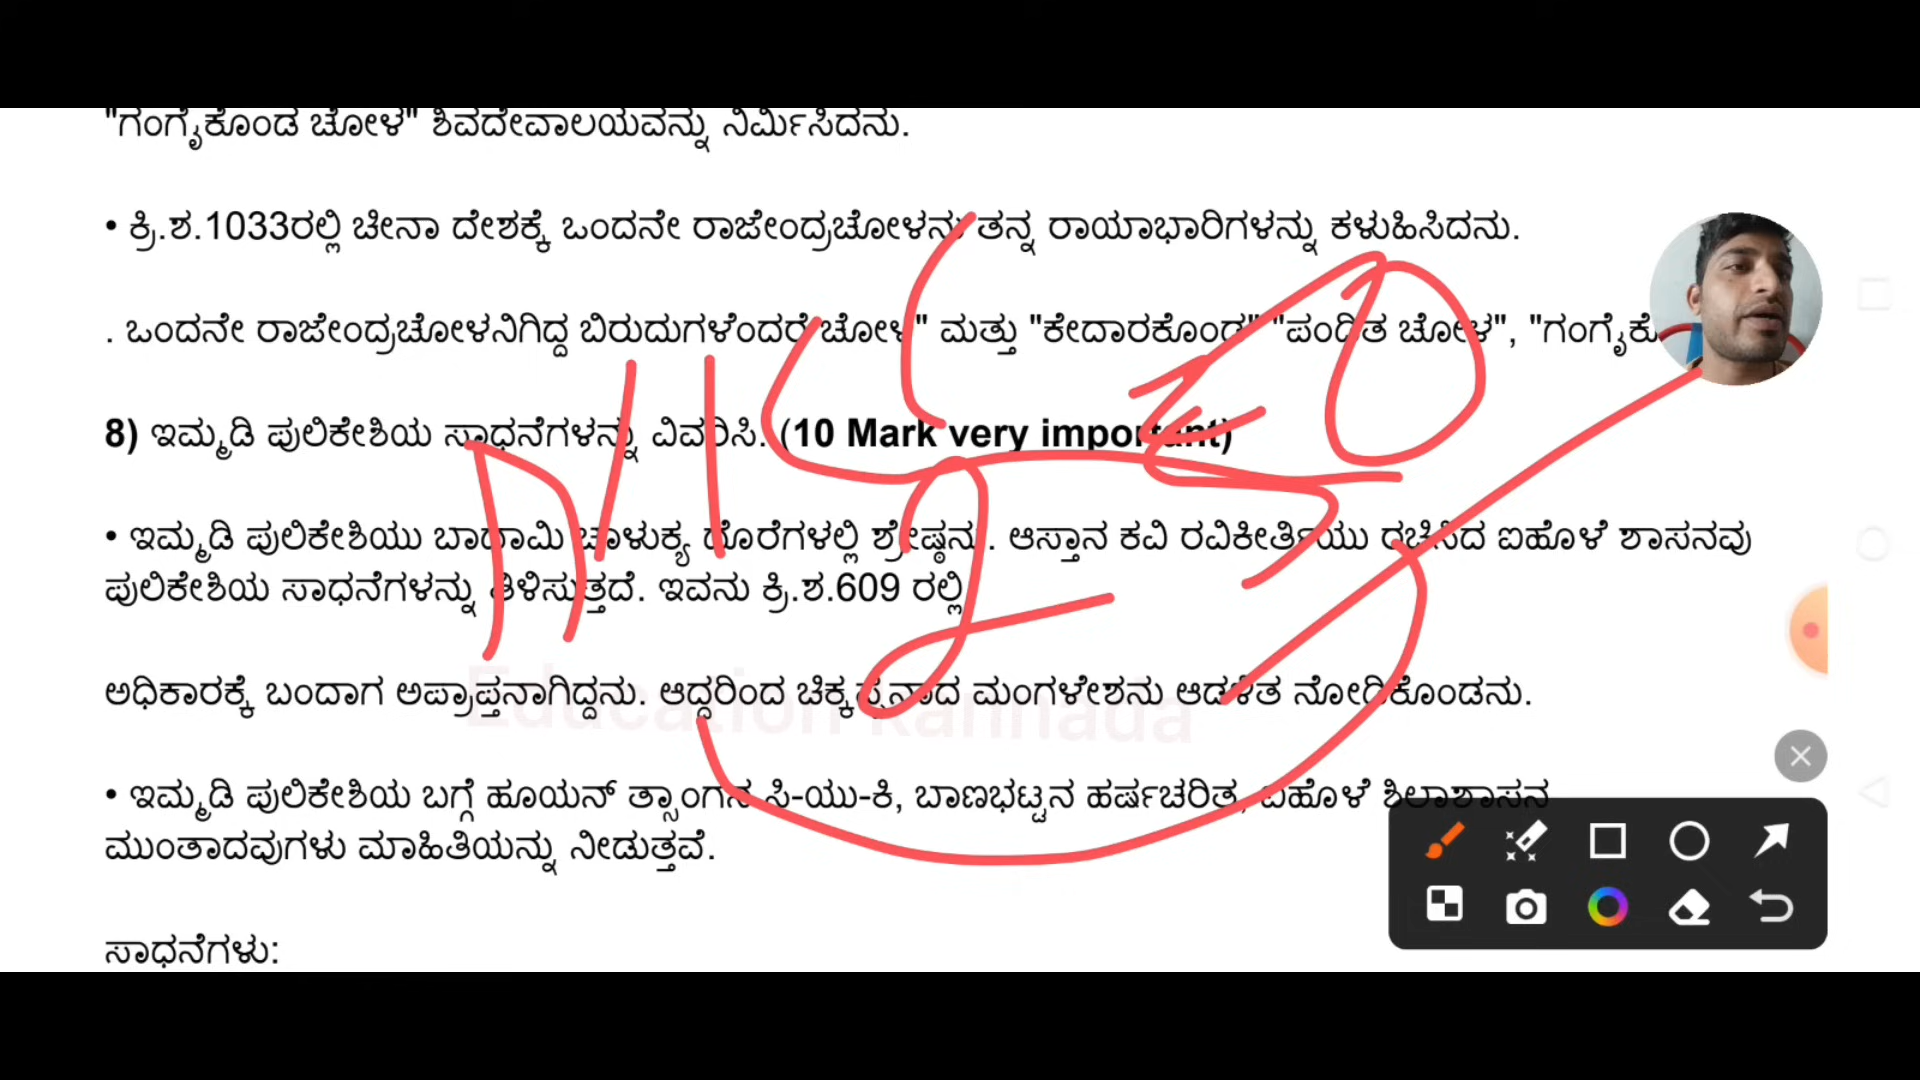 "ಗಂಗೈಕೊಂಡ ಚೋಳ" ಶಿವದೇವಾಲಯವನ್ನು ನಿರ್ಮಿಸಿದನು.
• ಕ್ರಿ.ಶ.1033ರಲ್ಲಿ ಚೀನಾ ದೇಶಕ್ಕೆ ಒಂದನೇ ರಾಜೇಂದ್ರಚೋಳನು ತನ್ನ ರಾಯಾಭಾರಿಗಳನ್ನು ಕಳುಹಿಸಿದನು.
. ಒಂದನೇ ರಾಜೇಂದ್ರಚೋಳನಿಗಿದ್ದ ಬಿರುದುಗಳೆಂದರೆ ಚೋಳ" ಮತ್ತು "ಕೇದಾರಕೊಂಡ" "ಪಂಡಿತ ಚೋಳ", "ಗಂಗೈಕೊ
8) ಇಮ್ಮಡಿ ಪುಲಿಕೇಶಿಯ ಸಾಧನೆಗಳನ್ನು ವಿವರಿಸಿ. (10 Mark very important)
• ಇಮ್ಮಡಿ ಪುಲಿಕೇಶಿಯು ಬಾದಾಮಿ ಚಾಳುಕ್ಯ ದೊರೆಗಳಲ್ಲಿ ಶ್ರೇಷ್ಠನು. ಆಸ್ತಾನ ಕವಿ ರವಿಕೀರ್ತಿಯು ರಚಿಸಿದ ಐಹೊಳೆ ಶಾಸನವು
ಪುಲಿಕೇಶಿಯ ಸಾಧನೆಗಳನ್ನು ತಿಳಿಸುತ್ತದೆ. ಇವನು ಕ್ರಿ.ಶ.609 ರಲ್ಲಿ
ಅಧಿಕಾರಕ್ಕೆ ಬಂದಾಗ ಅಪ್ರಾಪ್ತನಾಗಿದ್ದನು. ಆದ್ದರಿಂದ ಚಿಕ್ಕಪ್ಪನಾದ ಮಂಗಳೇಶನು ಆಡಳಿತ ನೋಡಿಕೊಂಡನು.
Education Kannada
• ಇಮ್ಮಡಿ ಪುಲಿಕೇಶಿಯ ಬಗ್ಗೆ ಹೂಯನ್ ತ್ಸಾಂಗನ ಸಿ-ಯು-ಕಿ, ಬಾಣಭಟ್ಟನ ಹರ್ಷಚರಿತ, ಐಹೊಳೆ ಶಿಲಾಶಾಸನ
ಮುಂತಾದವುಗಳು ಮಾಹಿತಿಯನ್ನು ನೀಡುತ್ತವೆ.
ಸಾಧನೆಗಳು: